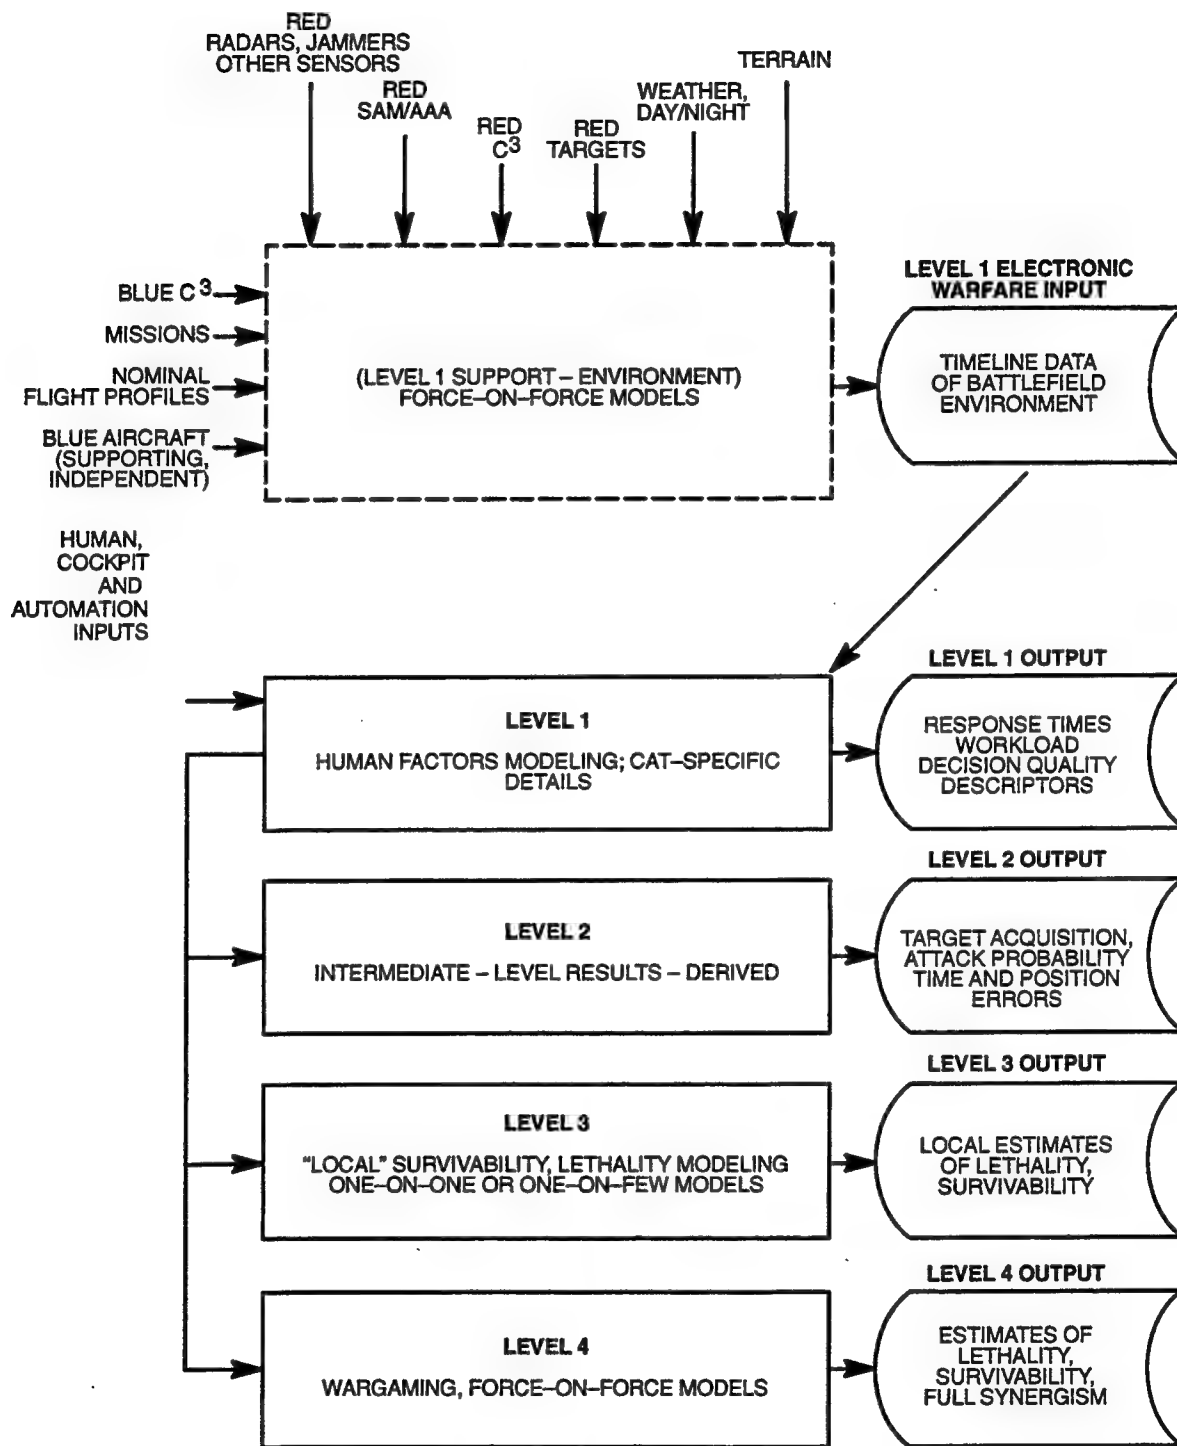 RED
RADARS, JAMMERS
OTHER SENSORS
RED
SAM/AAA
RED
C3
RED
TARGETS
WEATHER,
DAY/NIGHT
TERRAIN
BLUE C3
MISSIONS
NOMINAL
FLIGHT PROFILES
BLUE AIRCRAFT
(SUPPORTING,
INDEPENDENT)
(LEVEL 1 SUPPORT – ENVIRONMENT)
FORCE–ON–FORCE MODELS
LEVEL 1 ELECTRONIC
WARFARE INPUT
TIMELINE DATA
OF BATTLEFIELD
ENVIRONMENT
HUMAN,
COCKPIT
AND
AUTOMATION
INPUTS
LEVEL 1
HUMAN FACTORS MODELING; CAT–SPECIFIC
DETAILS
LEVEL 1 OUTPUT
RESPONSE TIMES
WORKLOAD
DECISION QUALITY
DESCRIPTORS
LEVEL 2
INTERMEDIATE – LEVEL RESULTS – DERIVED
LEVEL 2 OUTPUT
TARGET ACQUISITION,
ATTACK PROBABILITY
TIME AND POSITION
ERRORS
LEVEL 3
"LOCAL" SURVIVABILITY, LETHALITY MODELING
ONE–ON–ONE OR ONE–ON–FEW MODELS
LEVEL 3 OUTPUT
LOCAL ESTIMATES
OF LETHALITY,
SURVIVABILITY
LEVEL 4
WARGAMING, FORCE–ON–FORCE MODELS
LEVEL 4 OUTPUT
ESTIMATES OF
LETHALITY,
SURVIVABILITY,
FULL SYNERGISM